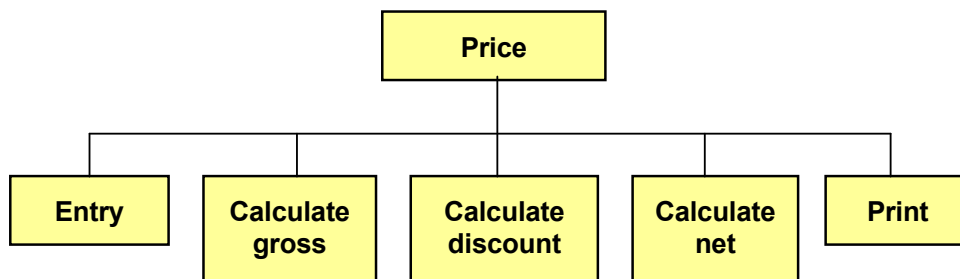 Price
Entry
Calculate
gross
Calculate
discount
Calculate
net
Print